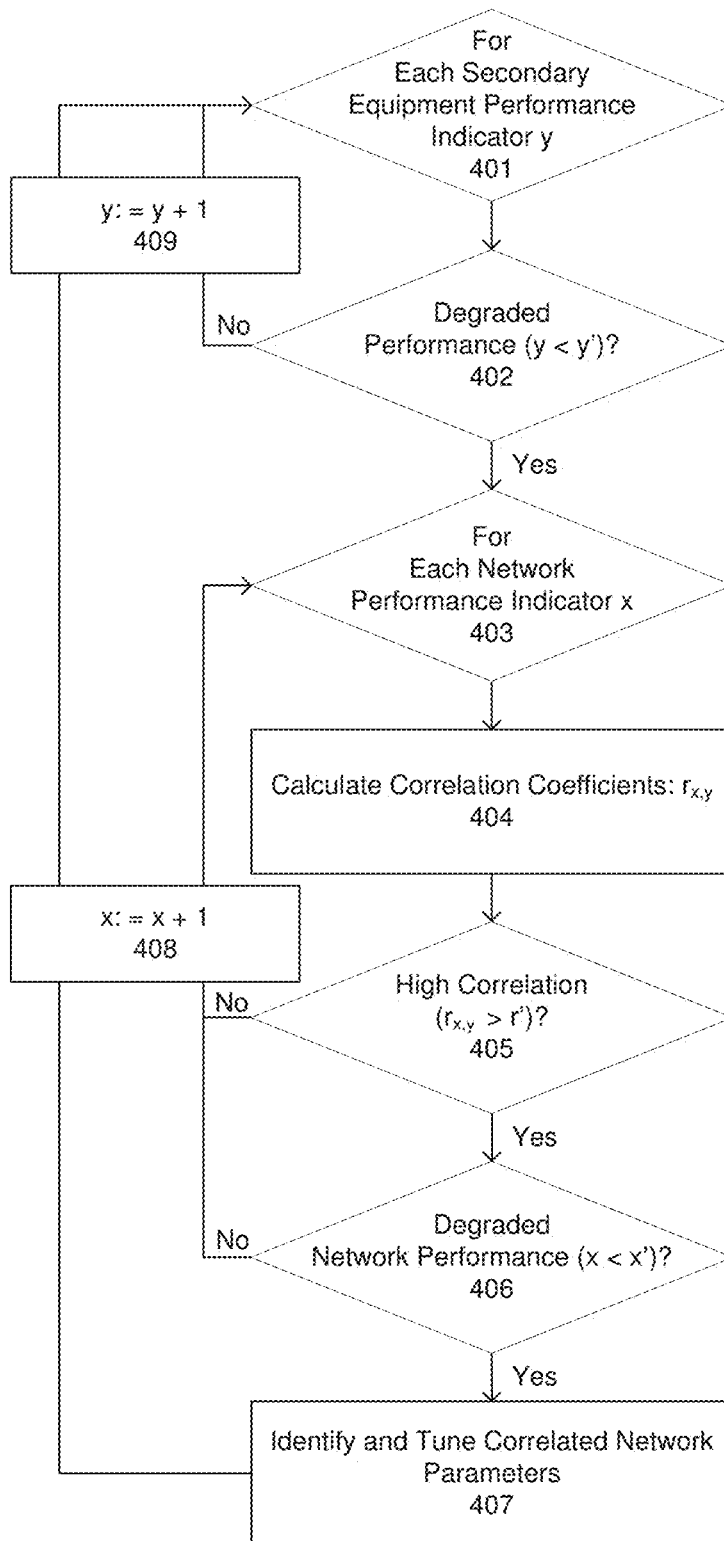 For
Each Secondary
Equipment Performance
Indicator y
401
y: = y + 1
409
No
Degraded
Performance (y < y')?
402
Yes
For
Each Network
Performance Indicator x
403
Calculate Correlation Coefficients: rx,y
404
x: = x + 1
408
No
High Correlation
(rx,y > r')?
405
Yes
No
Degraded
Network Performance (x < x')?
406
Yes
Identify and Tune Correlated Network
Parameters
407